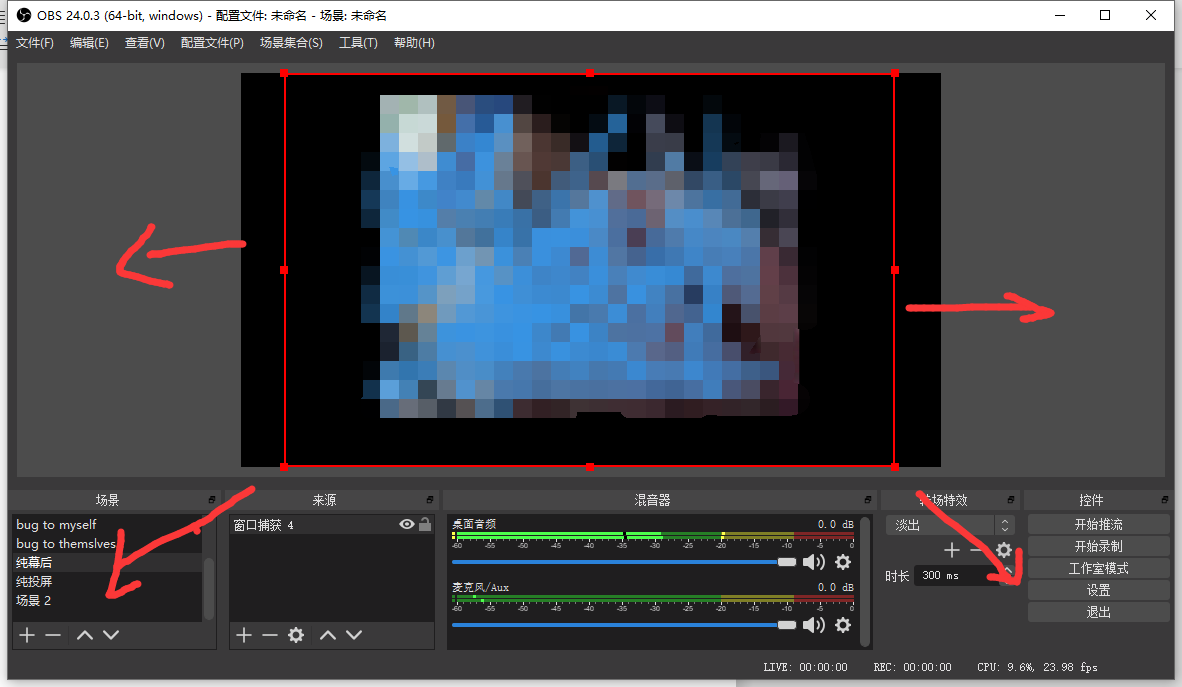 OBS 24.0.3 (64-bit, windows) - 配置文件: 未命名 - 场景: 未命名
文件(F) 编辑(E) 查看(V) 配置文件(P) 场景集合(S) 工具(T) 帮助(H)
场景
bug to myself
bug to themslves
纯幕后
纯投屏
场景 2
来源
窗口捕获 4
混音器
桌面音频 0.0 dB
-60 -55 -50 -45 -40 -35 -30 -25 -20 -15 -10 -5 0
麦克风/Aux 0.0 dB
-60 -55 -50 -45 -40 -35 -30 -25 -20 -15 -10 -5 0
转场特效
淡出
时长 300 ms
控件
开始推流
开始录制
工作室模式
设置
退出
LIVE: 00:00:00 REC: 00:00:00 CPU: 9.6%, 23.98 fps